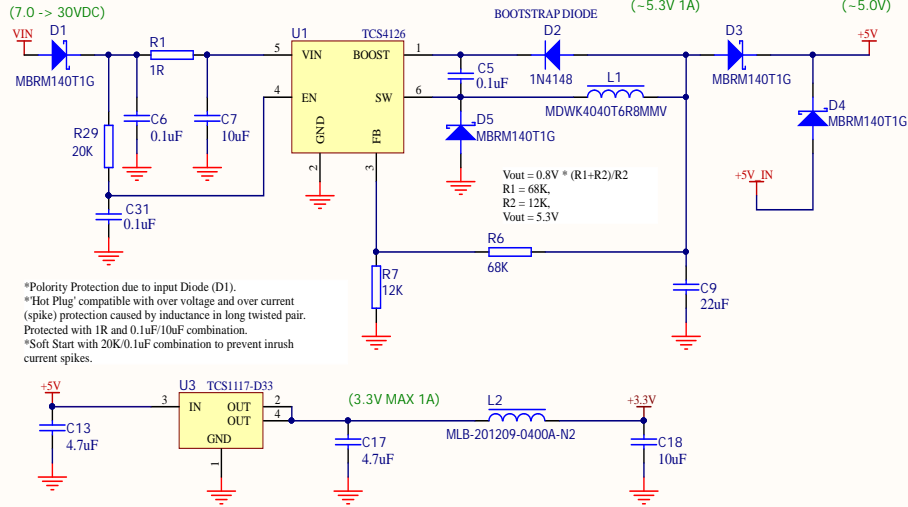 (7.0 -> 30VDC)
(~5.3V 1A)
(~5.0V)
VIN
D1
MBRM140T1G
R1
1R
U1
TCS4126
BOOTSTRAP DIODE
D2
1N4148
D3
MBRM140T1G
+5V
5
VIN
BOOST
1
4
EN
SW
6
GND
FB
2
3
C5
0.1uF
L1
MDWK4040T6R8MMV
R29
20K
C6
0.1uF
C7
10uF
D5
MBRM140T1G
D4
MBRM140T1G
+5V_IN
C31
0.1uF
Vout = 0.8V * (R1+R2)/R2
R1 = 68K,
R2 = 12K,
Vout = 5.3V
R6
68K
R7
12K
C9
22uF
*Polority Protection due to input Diode (D1).
*'Hot Plug' compatible with over voltage and over current
(spike) protection caused by inductance in long twisted pair.
Protected with 1R and 0.1uF/10uF combination.
*Soft Start with 20K/0.1uF combination to prevent inrush
current spikes.
+5V
C13
4.7uF
U3
TCS1117-D33
3
IN
OUT
2
OUT
4
GND
1
(3.3V MAX 1A)
C17
4.7uF
L2
MLB-201209-0400A-N2
+3.3V
C18
10uF